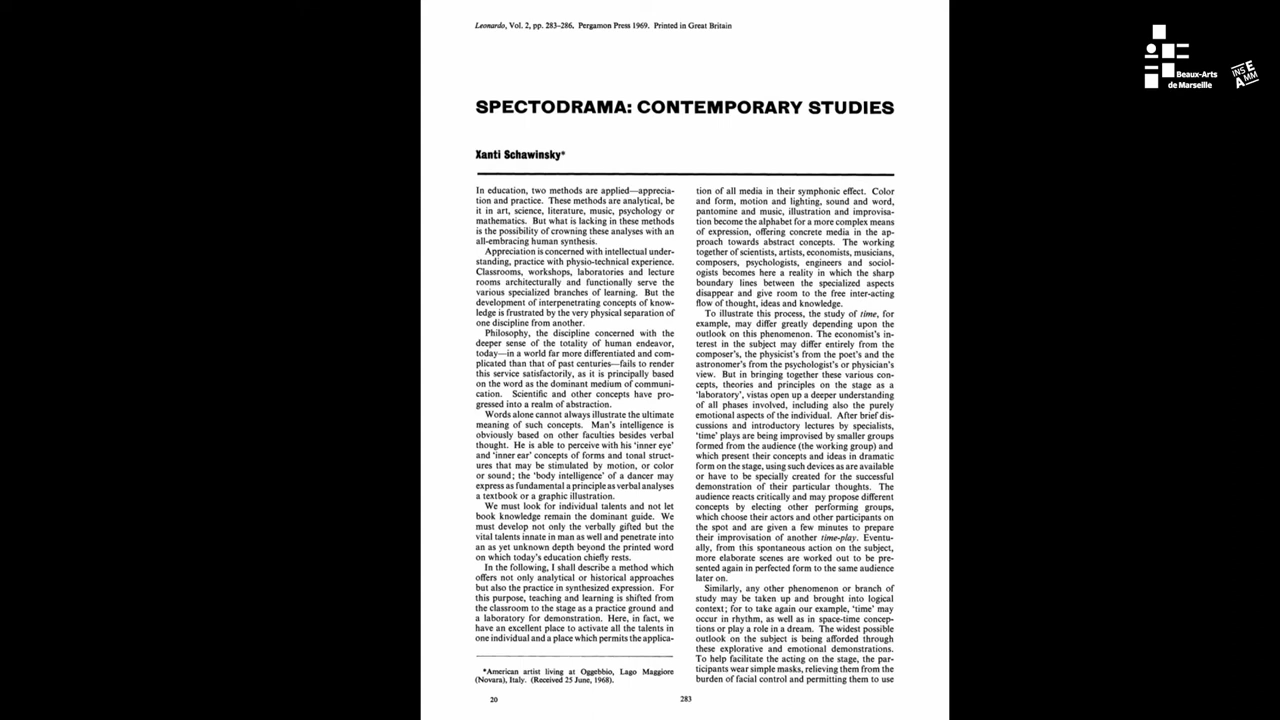 Leonardo, Vol. 2, pp. 283–286. Pergamon Press 1969. Printed in Great Britain
SPECTODRAMA: CONTEMPORARY STUDIES
Xanti Schawinsky*
In education, two methods are applied—apprecia-
tion and practice. These methods are analytical, be
it in art, science, literature, music, psychology or
mathematics. But what is lacking in these methods
is the possibility of crowning these analyses with an
all-embracing human synthesis.
Appreciation is concerned with intellectual under-
standing, practice with physio-technical experience.
Classrooms, workshops, laboratories and lecture
rooms architecturally and functionally serve the
various specialized branches of learning. But the
development of interpenetrating concepts of know-
ledge is frustrated by the very physical separation of
one discipline from another.
Philosophy, the discipline concerned with the
deeper sense of the totality of human endeavor,
today—in a world far more differentiated and com-
plicated than that of past centuries—fails to render
this service satisfactorily, as it is principally based
on the word as the dominant medium of communi-
cation. Scientific and other concepts have pro-
gressed into a realm of abstraction.
Words alone cannot always illustrate the ultimate
meaning of such concepts. Man's intelligence is
obviously based on other faculties besides verbal
thought. He is able to perceive with his 'inner eye'
and 'inner ear' concepts of forms and tonal struct-
ures that may be stimulated by motion, or color
or sound; the 'body intelligence' of a dancer may
express as fundamental a principle as verbal analyses
a textbook or a graphic illustration.
We must look for individual talents and not let
book knowledge remain the dominant guide. We
must develop not only the verbally gifted but the
vital talents innate in man as well and penetrate into
an as yet unknown depth beyond the printed word
on which today's education chiefly rests.
In the following, I shall describe a method which
offers not only analytical or historical approaches
but also the practice in synthesized expression. For
this purpose, teaching and learning is shifted from
the classroom to the stage as a practice ground and
a laboratory for demonstration. Here, in fact, we
have an excellent place to activate all the talents in
one individual and a place which permits the applica-
*American artist living at Oggebbio, Lago Maggiore
(Novara), Italy. (Received 25 June, 1968).
tion of all media in their symphonic effect. Color
and form, motion and lighting, sound and word,
pantomine and music, illustration and improvisa-
tion become the alphabet for a more complex means
of expression, offering concrete media in the ap-
proach towards abstract concepts. The working
together of scientists, artists, economists, musicians,
composers, psychologists, engineers and sociol-
ogists becomes here a reality in which the sharp
boundary lines between the specialized aspects
disappear and give room to the free inter-acting
flow of thought, ideas and knowledge.
To illustrate this process, the study of time, for
example, may differ greatly depending upon the
outlook on this phenomenon. The economist's in-
terest in the subject may differ entirely from the
composer's, the physicist's from the poet's and the
astronomer's from the psychologist's or physician's
view. But in bringing together these various con-
cepts, theories and principles on the stage as a
'laboratory', vistas open up a deeper understanding
of all phases involved, including also the purely
emotional aspects of the individual. After brief dis-
cussions and introductory lectures by specialists,
'time' plays are being improvised by smaller groups
formed from the audience (the working group) and
which present their concepts and ideas in dramatic
form on the stage, using such devices as are available
or have to be specially created for the successful
demonstration of their particular thoughts. The
audience reacts critically and may propose different
concepts by electing other performing groups,
which choose their actors and other participants on
the spot and are given a few minutes to prepare
their improvisation of another time-play. Eventu-
ally, from this spontaneous action on the subject,
more elaborate scenes are worked out to be pre-
sented again in perfected form to the same audience
later on.
Similarly, any other phenomenon or branch of
study may be taken up and brought into logical
context; for to take again our example, 'time' may
occur in rhythm, as well as in space-time concep-
tions or play a role in a dream. The widest possible
outlook on the subject is being afforded through
these explorative and emotional demonstrations.
To help facilitate the acting on the stage, the par-
ticipants wear simple masks, relieving them from the
burden of facial control and permitting them to use
20
283
Beaux-Arts
de Marseille
INS
E
A
MM